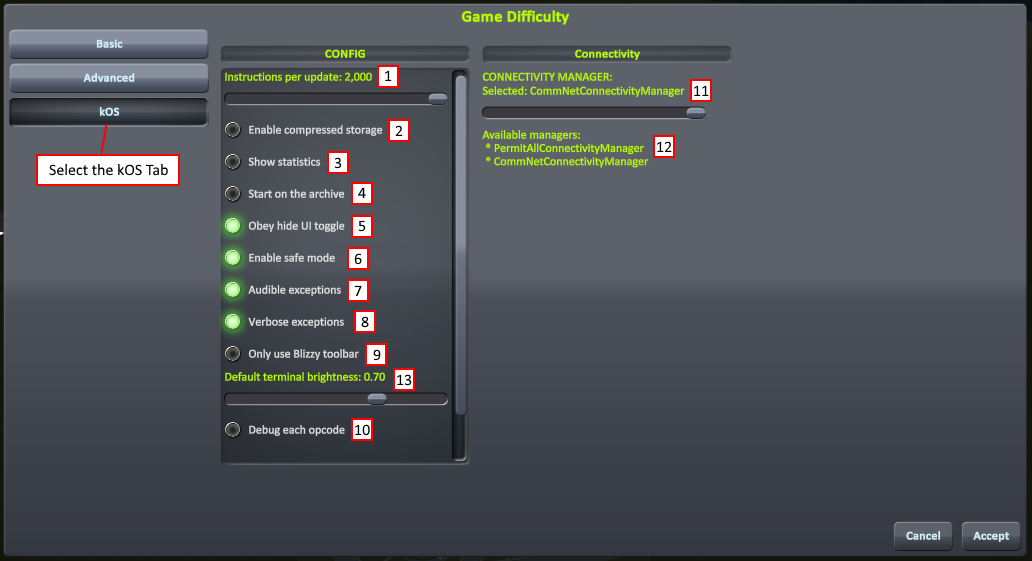 Game Difficulty
Basic
Advanced
kOS
Select the kOS Tab
CONFIG
Instructions per update: 2,000 1
Enable compressed storage 2
Show statistics 3
Start on the archive 4
Obey hide UI toggle 5
Enable safe mode 6
Audible exceptions 7
Verbose exceptions 8
Only use Blizzy toolbar 9
Default terminal brightness: 0.70 13
Debug each opcode 10
Connectivity
CONNECTIVITY MANAGER:
Selected: CommNetConnectivityManager 11
Available managers:
* PermitAllConnectivityManager 12
* CommNetConnectivityManager
Cancel
Accept